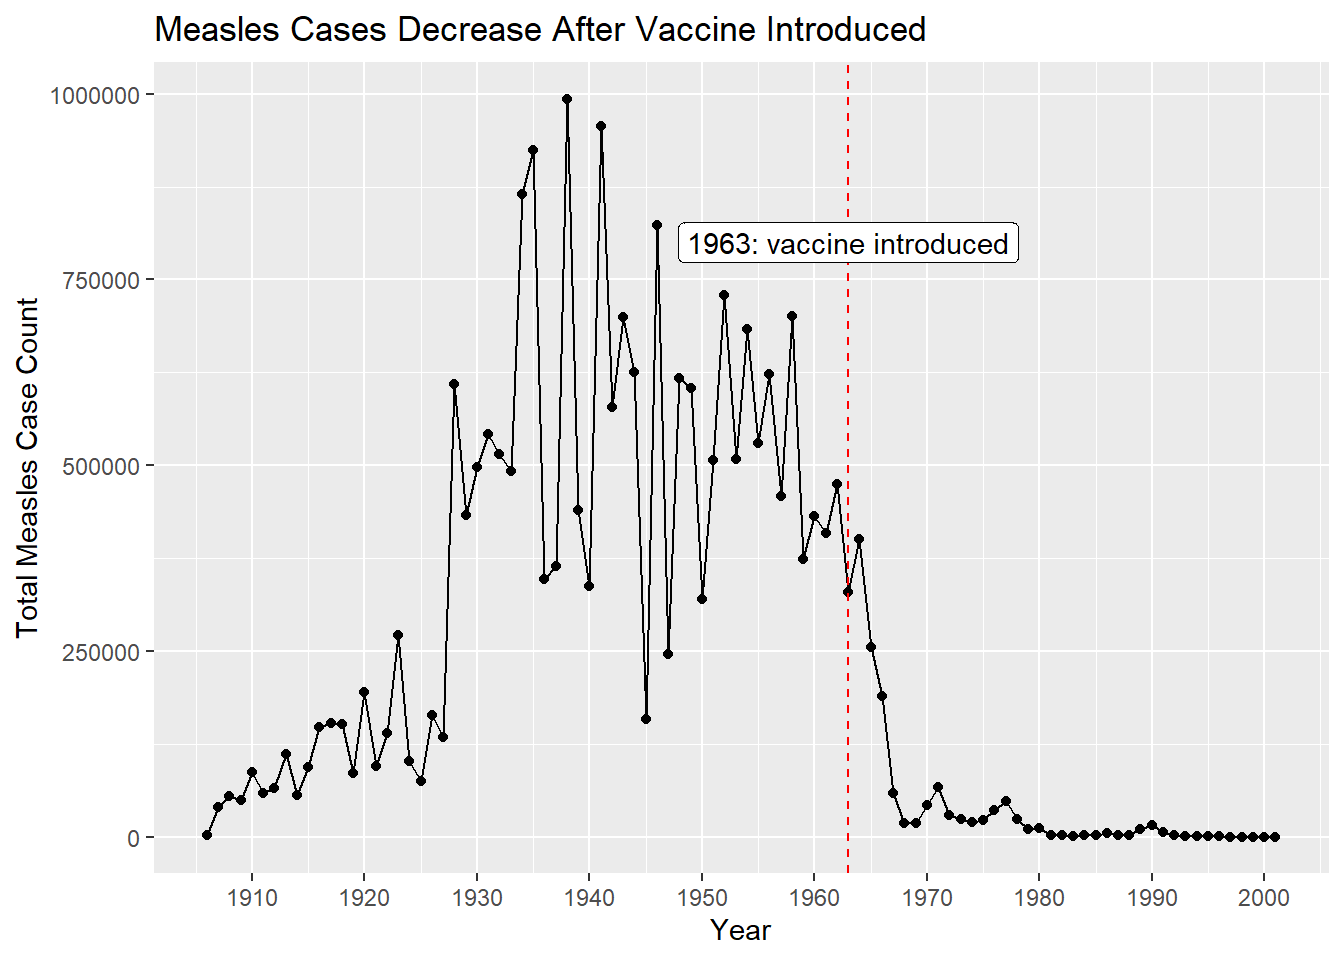 Measles Cases Decrease After Vaccine Introduced
1000000
750000
500000
250000
0
Total Measles Case Count
1963: vaccine introduced
1910 1920 1930 1940 1950 1960 1970 1980 1990 2000
Year